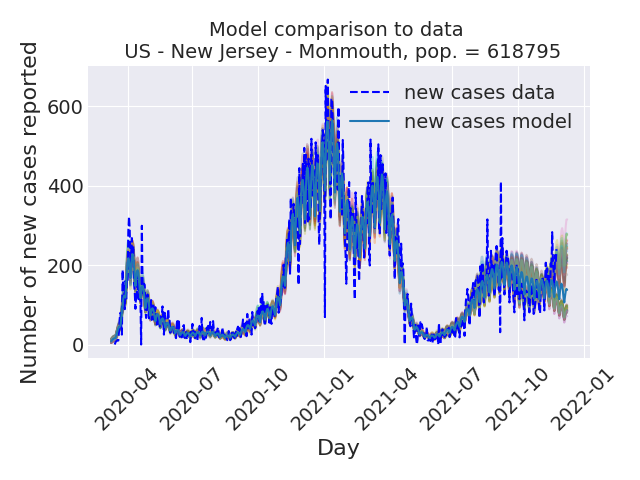 Model comparison to data
US - New Jersey - Monmouth, pop. = 618795
Number of new cases reported
600
400
200
0
new cases data
new cases model
2020-04
2020-07
2020-10
2021-01
2021-04
2021-07
2021-10
2022-01
Day